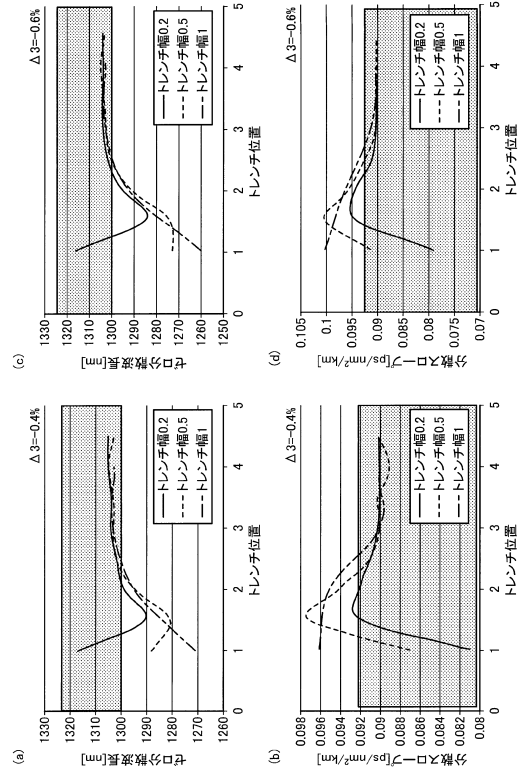 (a)
Δ3=-0.4%
ゼロ分散波長[nm]
1330
1320
1310
1300
1290
1280
1270
1260
0
1
2
3
4
5
トレンチ位置
トレンチ幅0.2
トレンチ幅0.5
トレンチ幅1
(b)
Δ3=-0.4%
分散スロープ[ps/nm²/km]
0.098
0.096
0.094
0.092
0.09
0.088
0.086
0.084
0.082
0.08
0
1
2
3
4
5
トレンチ位置
トレンチ幅0.2
トレンチ幅0.5
トレンチ幅1
(c)
Δ3=-0.6%
ゼロ分散波長[nm]
1330
1320
1310
1300
1290
1280
1270
1260
1250
0
1
2
3
4
5
トレンチ位置
トレンチ幅0.2
トレンチ幅0.5
トレンチ幅1
(d)
Δ3=-0.6%
分散スロープ[ps/nm²/km]
0.105
0.1
0.095
0.09
0.085
0.08
0.075
0.07
0
1
2
3
4
5
トレンチ位置
トレンチ幅0.2
トレンチ幅0.5
トレンチ幅1